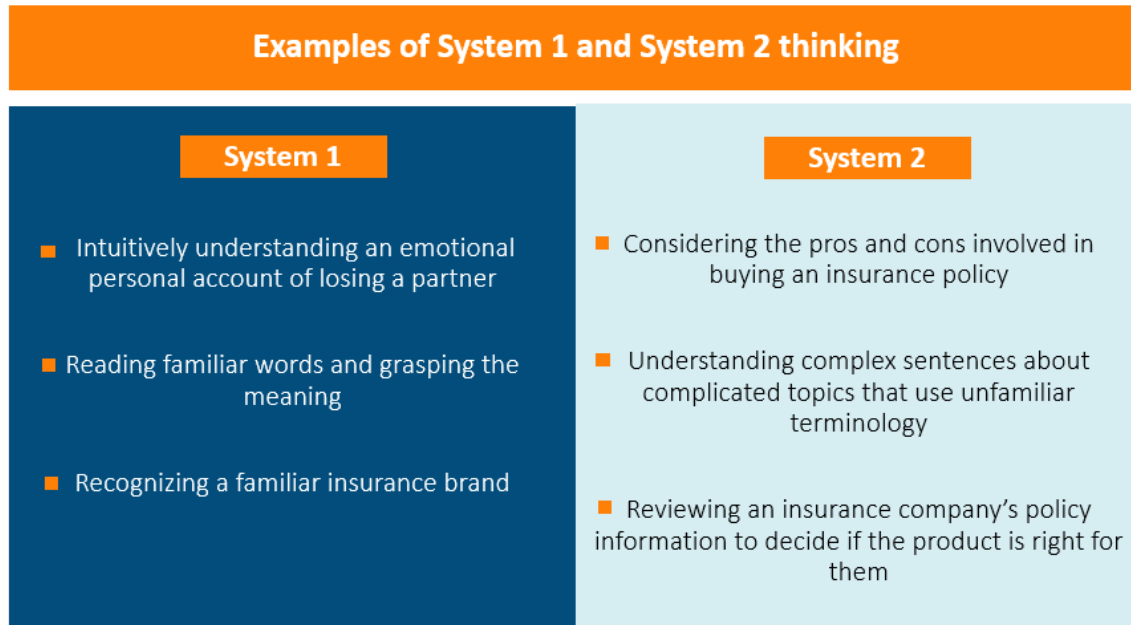 Examples of System 1 and System 2 thinking
System 1
Intuitively understanding an emotional
personal account of losing a partner
Reading familiar words and grasping the
meaning
Recognizing a familiar insurance brand
System 2
Considering the pros and cons involved in
buying an insurance policy
Understanding complex sentences about
complicated topics that use unfamiliar
terminology
Reviewing an insurance company’s policy
information to decide if the product is right for
them